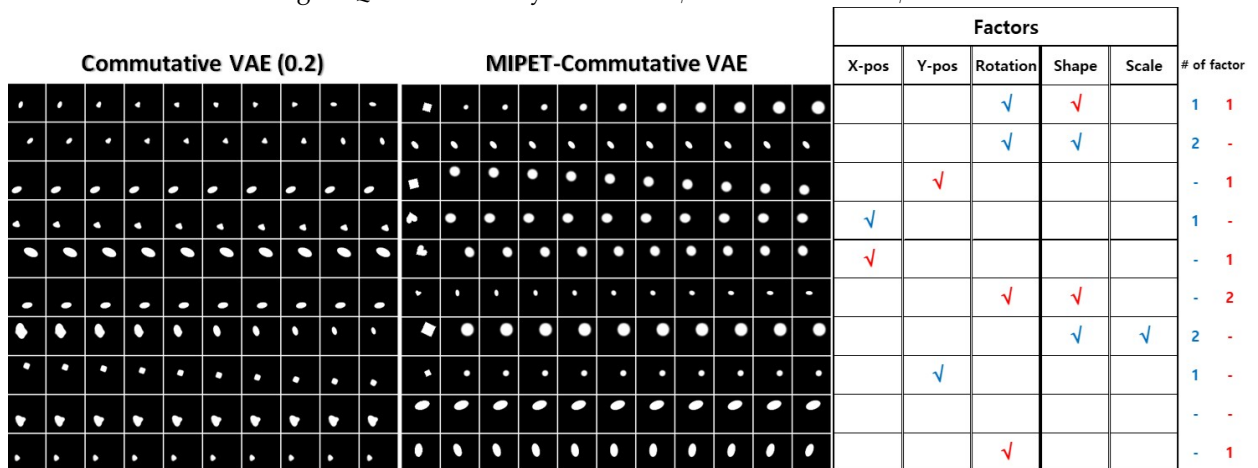 Factors
Commutative VAE (0.2) MIPET-Commutative VAE X-pos Y-pos Rotation Shape Scale # of factor
√ √ 1 1
√ √ 2 -
√ - 1
√ 1 -
√ - 1
√ √ - 2
√ √ 2 -
√ 1 -
- -
√ - 1